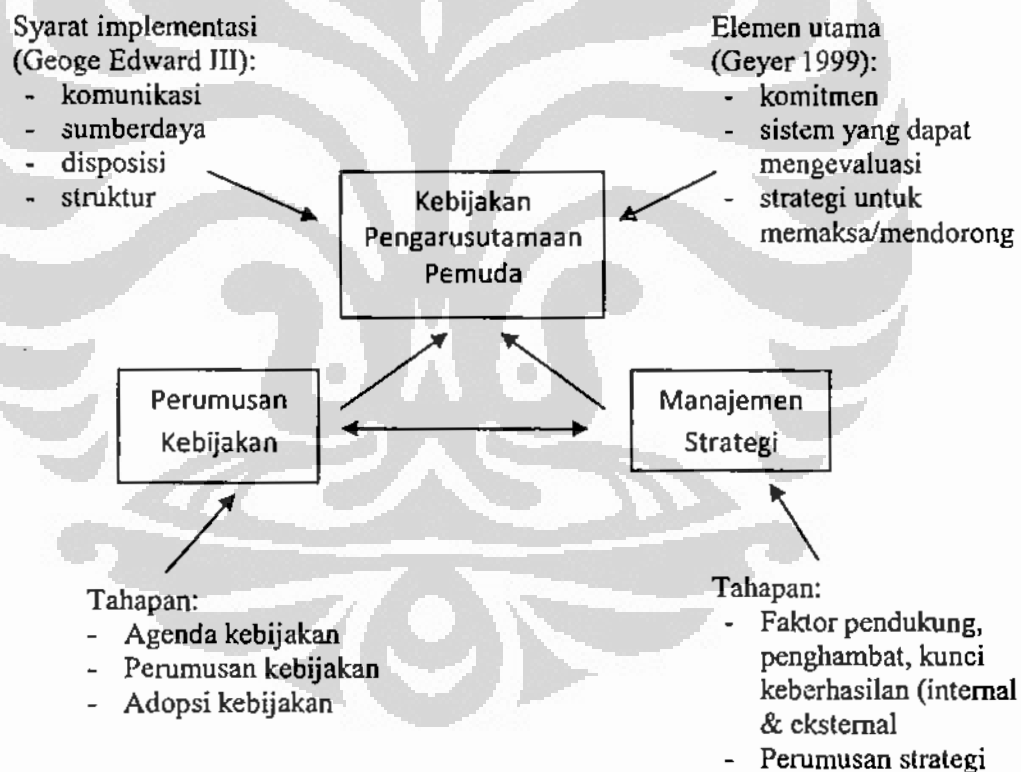 Syarat implementasi
(Geoge Edward III):
- komunikasi
- sumberdaya
- disposisi
- struktur
Elemen utama
(Geyer 1999):
- komitmen
- sistem yang dapat
mengevaluasi
- strategi untuk
memaksa/mendorong
Kebijakan
Pengarusutamaan
Pemuda
Perumusan
Kebijakan
Manajemen
Strategi
Tahapan:
- Agenda kebijakan
- Perumusan kebijakan
- Adopsi kebijakan
Tahapan:
- Faktor pendukung,
penghambat, kunci
keberhasilan (internal
& eksternal
- Perumusan strategi